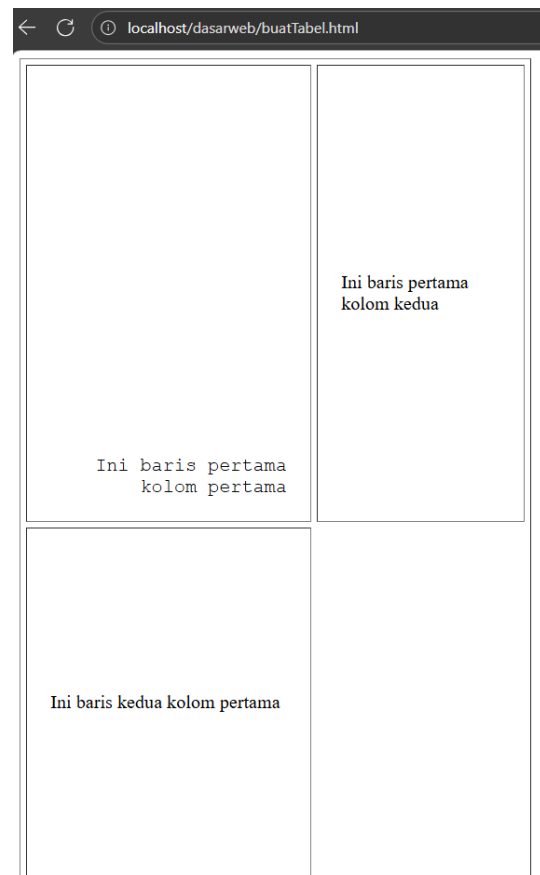 localhost/dasarweb/buatTabel.html
Ini baris pertama
kolom pertama
Ini baris pertama
kolom kedua
Ini baris kedua kolom pertama